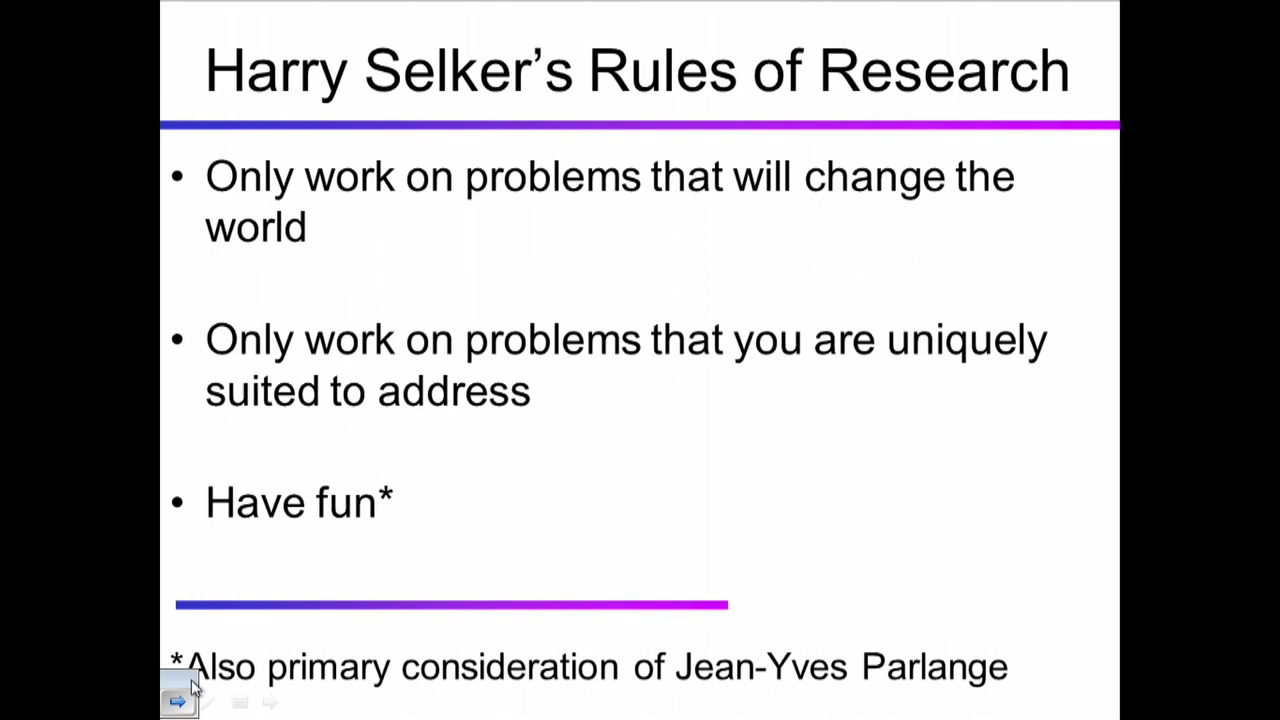 Harry Selker’s Rules of Research
• Only work on problems that will change the
world
• Only work on problems that you are uniquely
suited to address
• Have fun*
*Also primary consideration of Jean-Yves Parlange